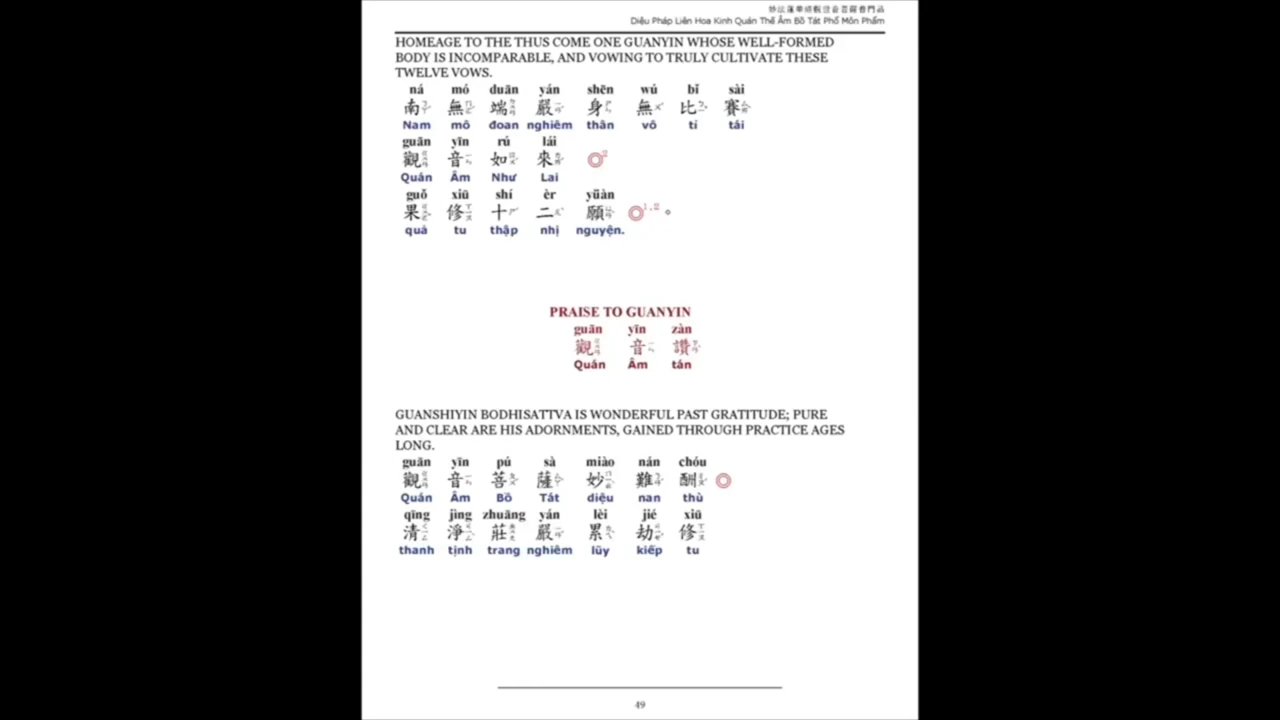 妙法蓮華經觀世音菩薩普門品
Diệu Pháp Liên Hoa Kinh Quán Thế Âm Bồ Tát Phổ Môn Phẩm
HOMEAGE TO THE THUS COME ONE GUANYIN WHOSE WELL-FORMED
BODY IS INCOMPARABLE, AND VOWING TO TRULY CULTIVATE THESE
TWELVE VOWS.
ná mó duān yán shēn wú bǐ sài
南 無 端 嚴 身 無 比 賽
Nam mô đoan nghiêm thân vô tỉ tái
guān yīn rú lái
觀 音 如 來 2
Quán Âm Như Lai
guǒ xiū shí èr yüàn
果 修 十 二 願 1,2 。
quả tu thập nhị nguyện.
PRAISE TO GUANYIN
guān yīn zàn
觀 音 讚
Quán Âm tán
GUANSHIYIN BODHISATTVA IS WONDERFUL PAST GRATITUDE; PURE
AND CLEAR ARE HIS ADORNMENTS, GAINED THROUGH PRACTICE AGES
LONG.
guān yīn pú sà miào nán chóu
觀 音 菩 薩 妙 難 酬
Quán Âm Bồ Tát diệu nan thù
qīng jìng zhuāng yán lèi jié xiū
清 淨 莊 嚴 累 劫 修
thanh tịnh trang nghiêm lũy kiếp tu
49